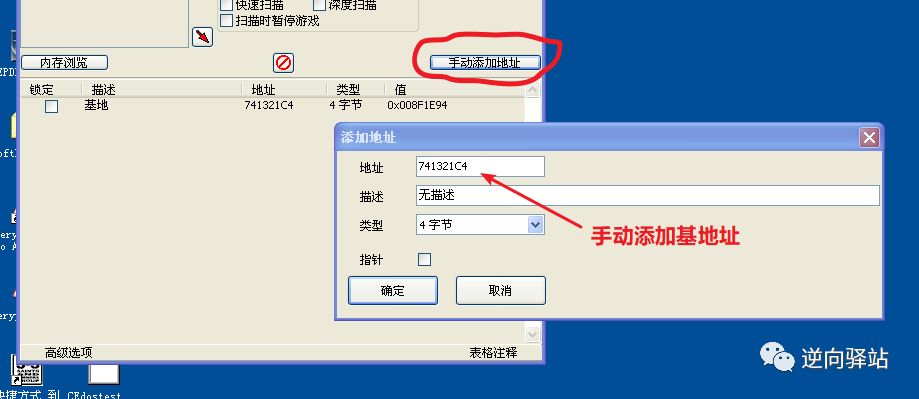 快速扫描 深度扫描
扫描时暂停游戏
内存浏览 手动添加地址
锁定 描述 地址 类型 值
基地 741321C4 4 字节 0x008F1E94
添加地址
地址 741321C4
描述 无描述
类型 4 字节
手动添加基地址
指针
确定 取消
高级选项 表格注释
逆向驿站
捷方式 到 CEdostest